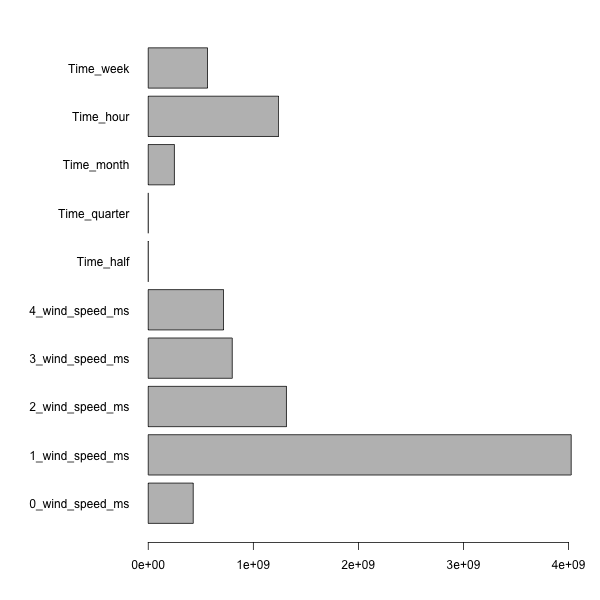 Time_week
Time_hour
Time_month
Time_quarter
Time_half
4_wind_speed_ms
3_wind_speed_ms
2_wind_speed_ms
1_wind_speed_ms
0_wind_speed_ms
0e+00 1e+09 2e+09 3e+09 4e+09